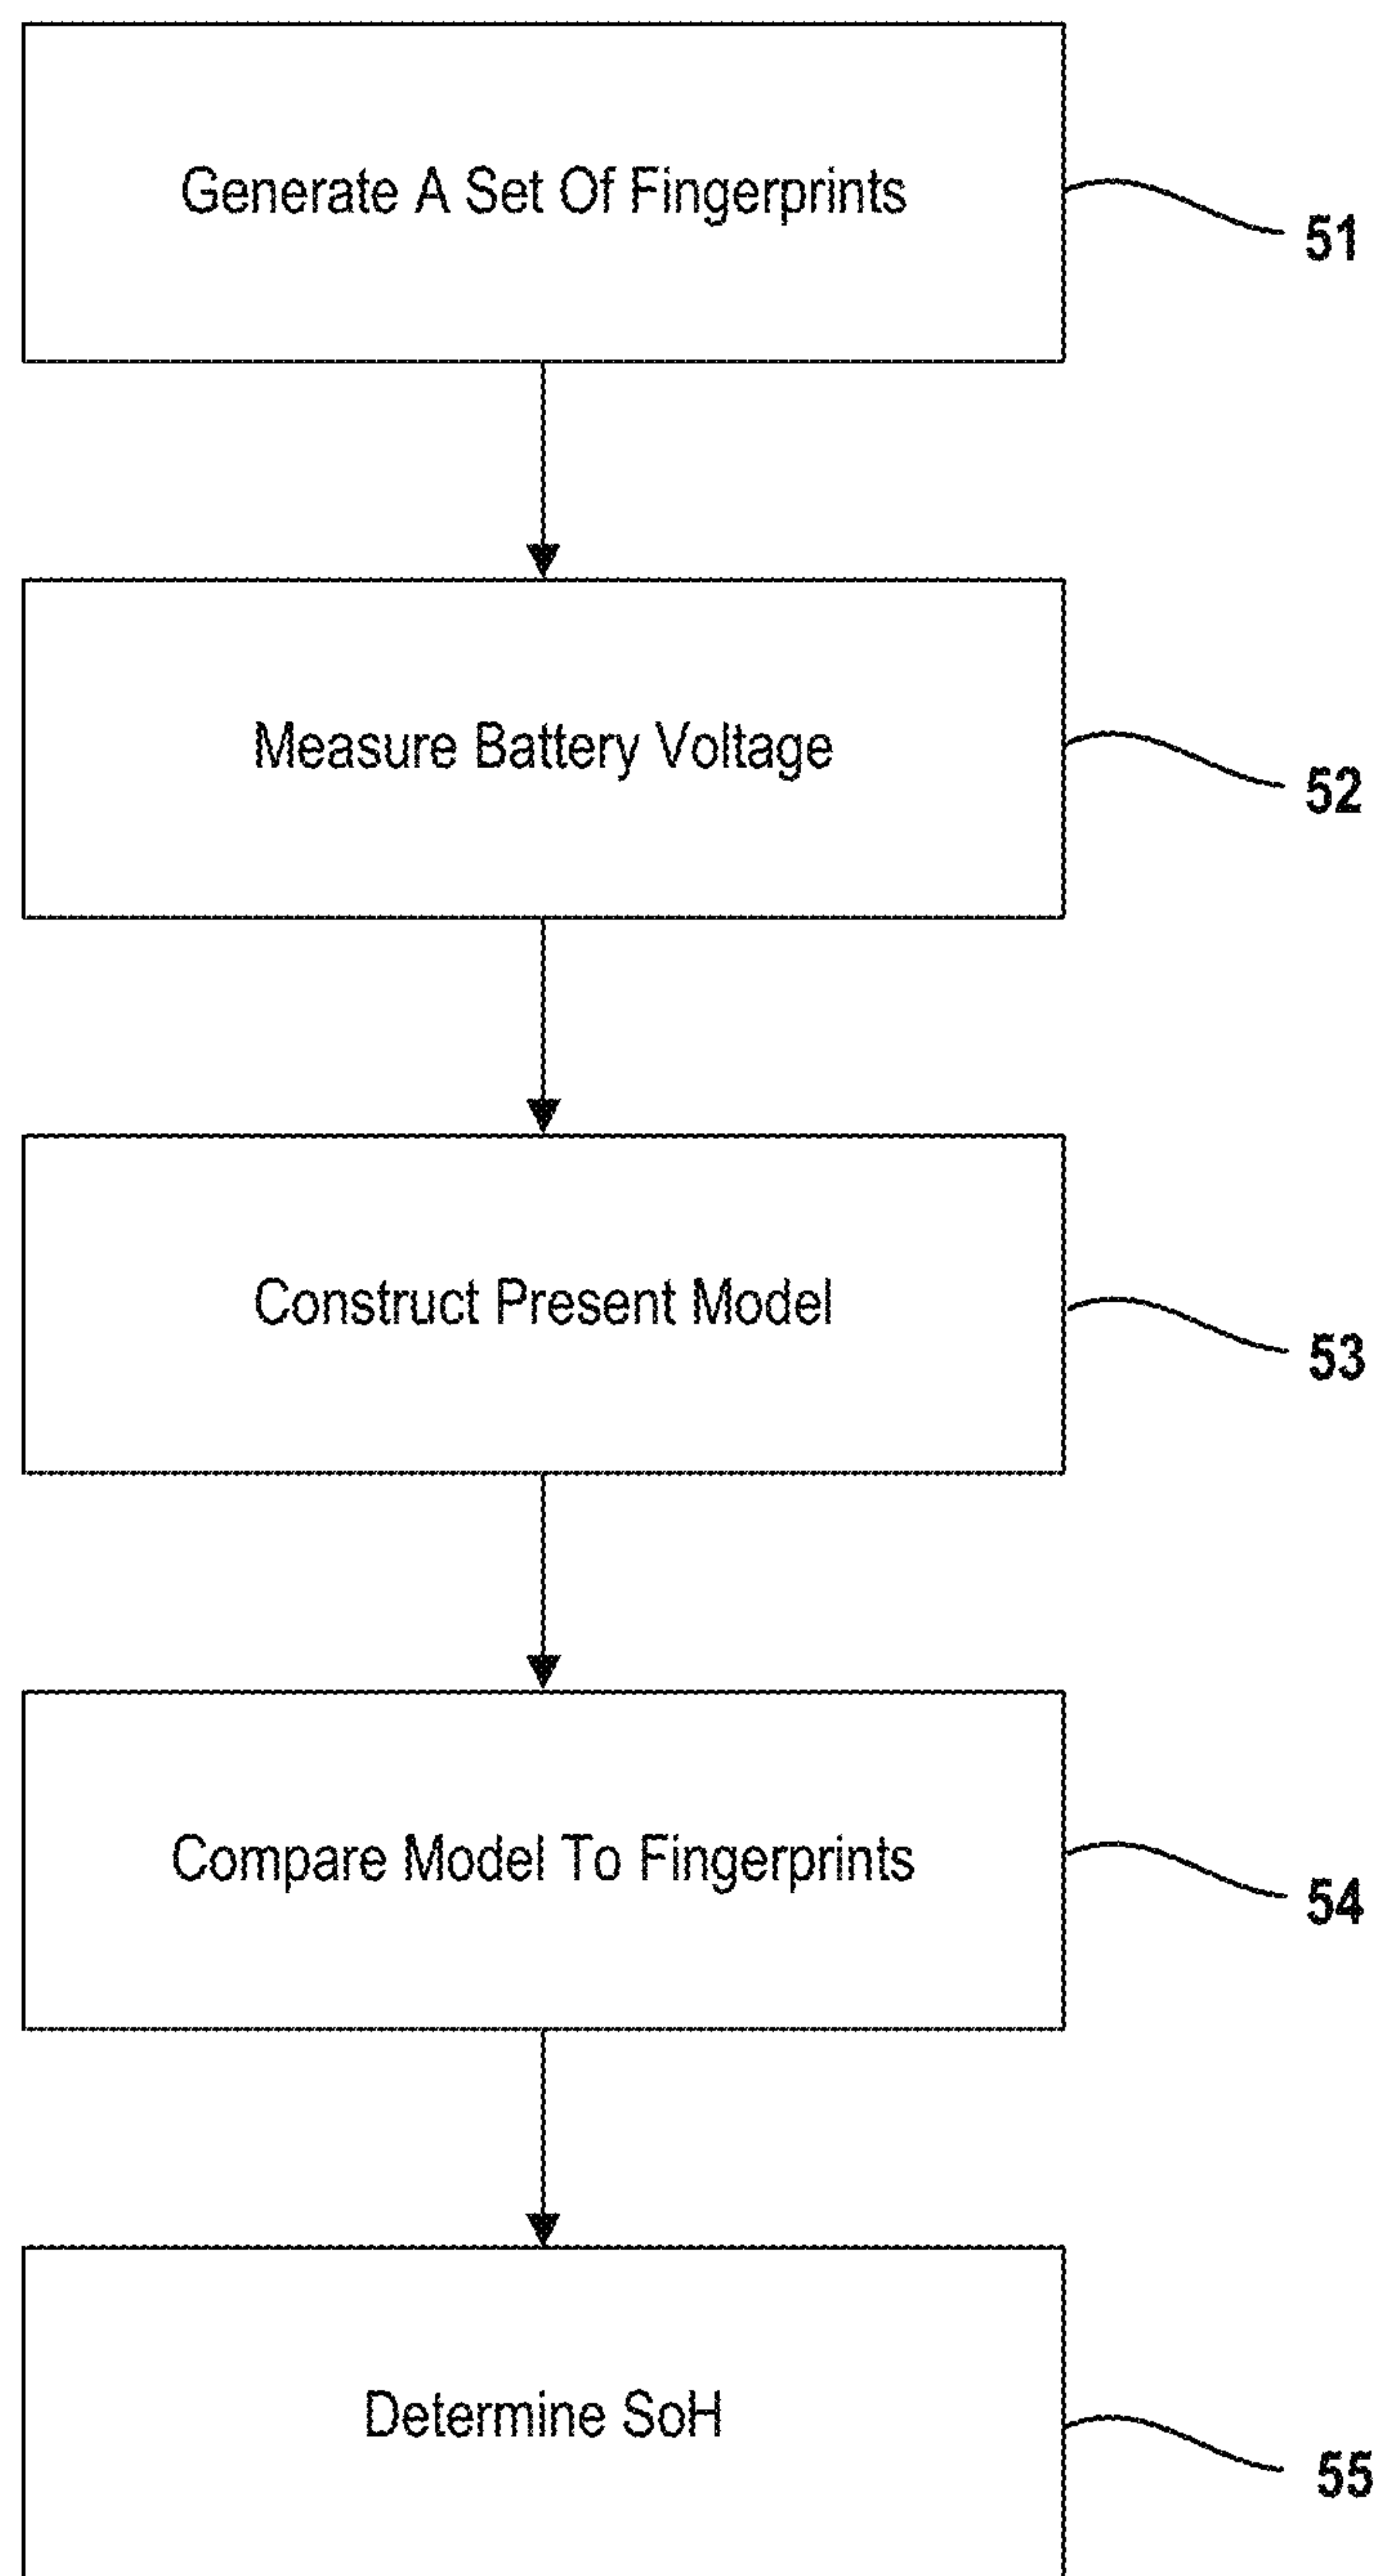 Generate A Set Of Fingerprints
51
Measure Battery Voltage
52
Construct Present Model
53
Compare Model To Fingerprints
54
Determine SoH
55